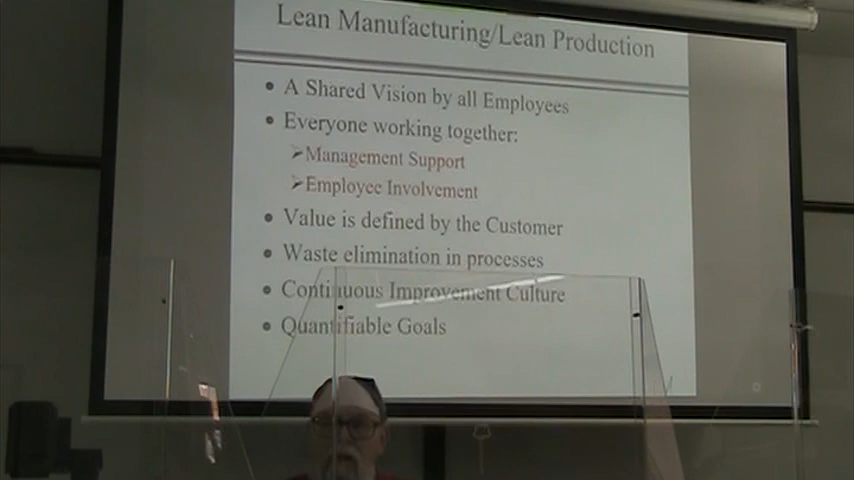 Lean Manufacturing/Lean Production
• A Shared Vision by all Employees
• Everyone working together:
➢Management Support
➢Employee Involvement
• Value is defined by the Customer
• Waste elimination in processes
• Continuous Improvement Culture
• Quantifiable Goals